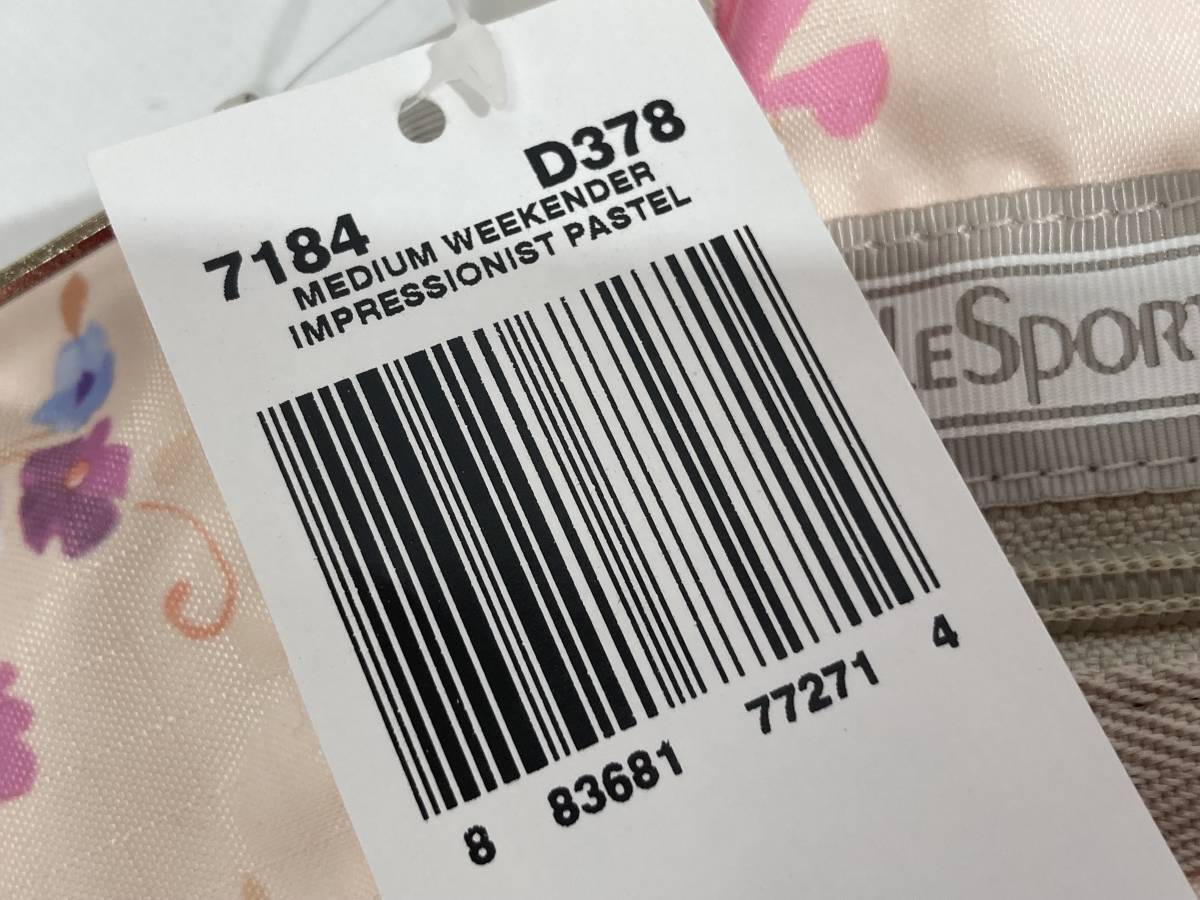 7184 D378
MEDIUM WEEKENDER
IMPRESSIONIST PASTEL
8 83681 77271 4
LESPORT